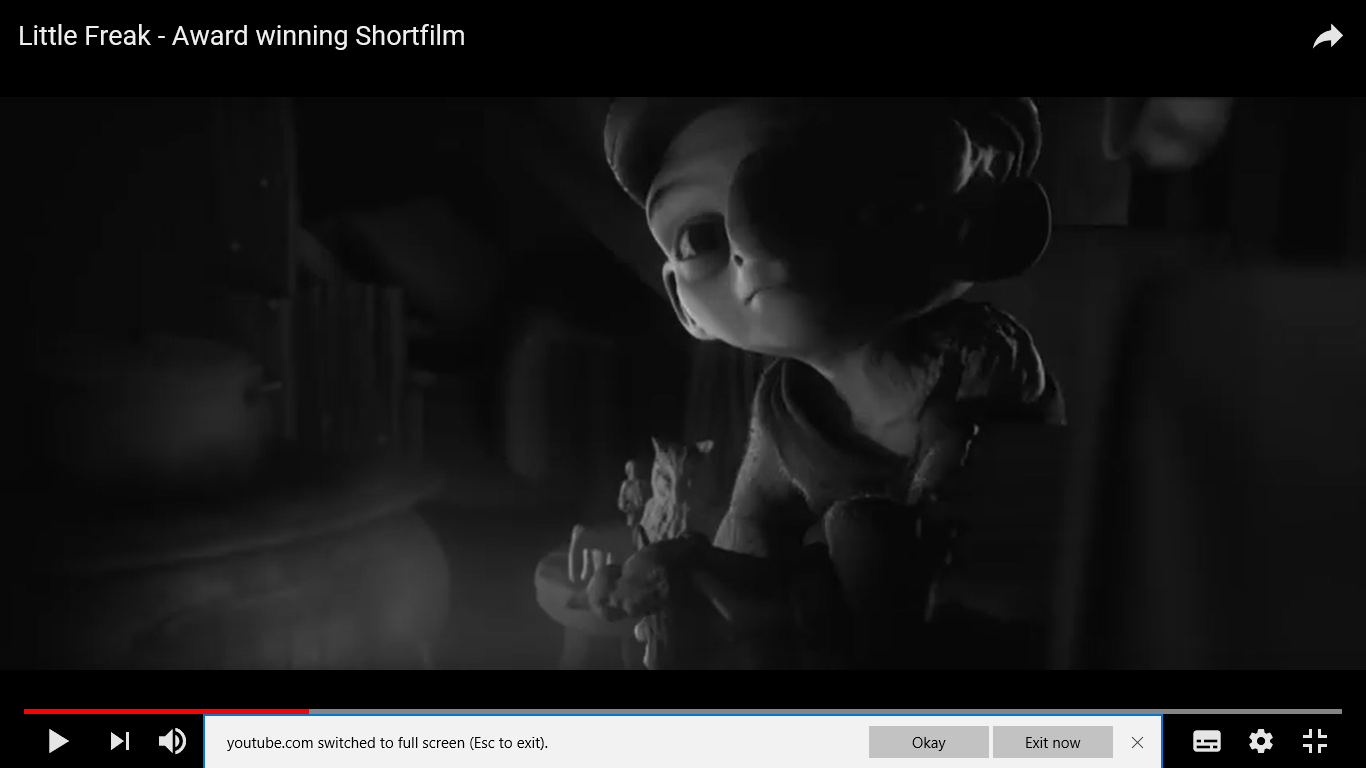 Little Freak - Award winning Shortfilm
youtube.com switched to full screen (Esc to exit).
Okay
Exit now